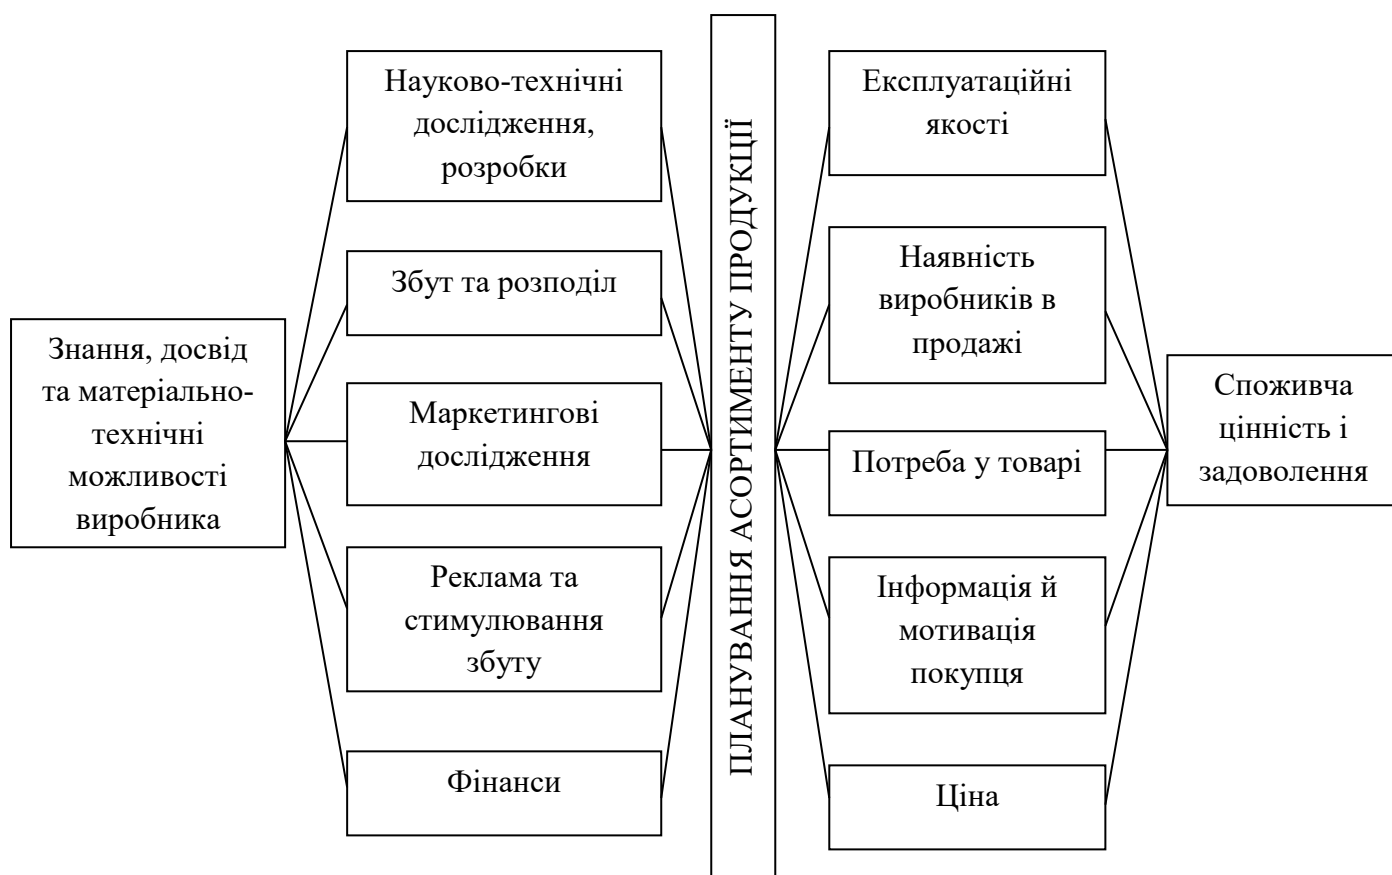 Знання, досвід
та матеріально-
технічні
можливості
виробника
Науково-технічні
дослідження,
розробки
Збут та розподіл
Маркетингові
дослідження
Реклама та
стимулювання
збуту
Фінанси
ПЛАНУВАННЯ АСОРТИМЕНТУ ПРОДУКЦІЇ
Експлуатаційні
якості
Наявність
виробників в
продажі
Потреба у товарі
Інформація й
мотивація
покупця
Ціна
Споживча
цінність і
задоволення